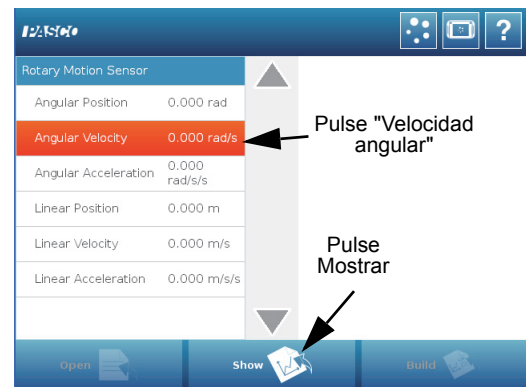 PASCO
?
Rotary Motion Sensor
Angular Position 0.000 rad
Angular Velocity 0.000 rad/s
Angular Acceleration 0.000
rad/s/s
Linear Position 0.000 m
Linear Velocity 0.000 m/s
Linear Acceleration 0.000 m/s/s
Pulse "Velocidad
angular"
Pulse
Mostrar
Open
Show
Build